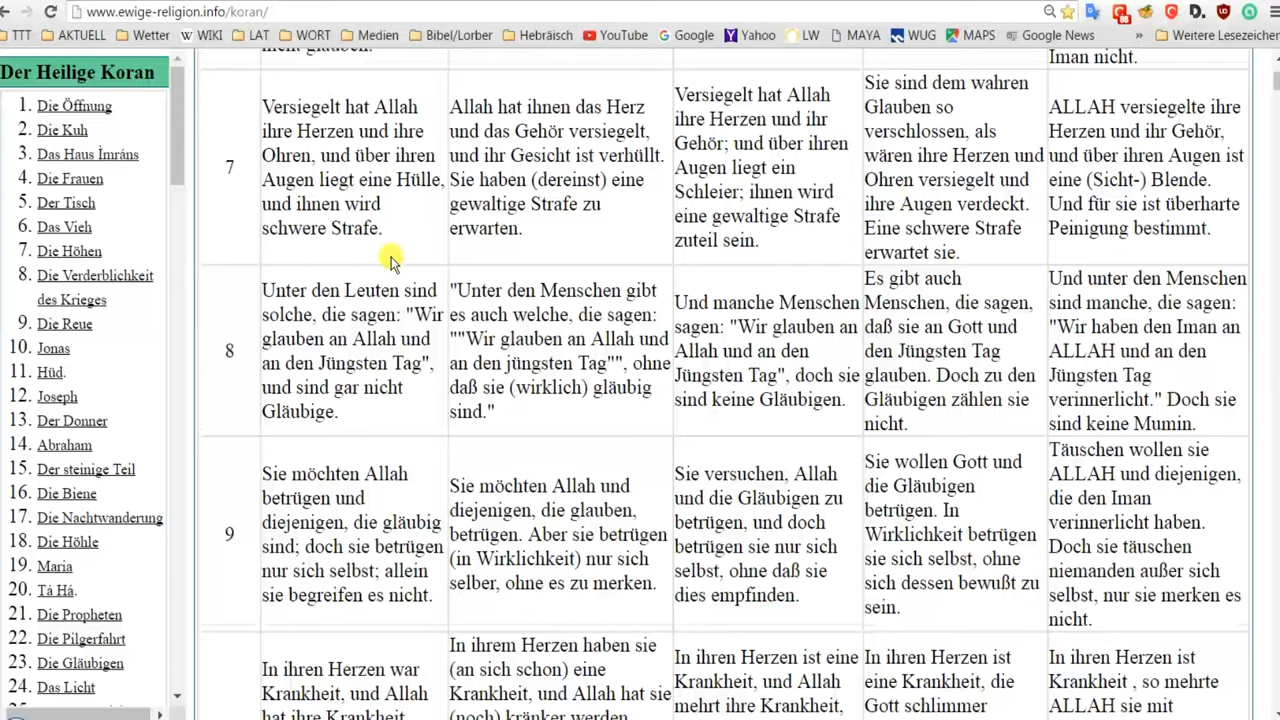 www.ewige-religion.info/koran/
TTT AKTUELL Wetter WIKI LAT WORT Medien Bibel/Lorber Hebräisch YouTube Google Yahoo LW MAYA WUG MAPS Google News » Weitere Lesezeichen
Der Heilige Koran
1. Die Öffnung
2. Die Kuh
3. Das Haus Ímráns
4. Die Frauen
5. Der Tisch
6. Das Vieh
7. Die Höhen
8. Die Verderblichkeit
des Krieges
9. Die Reue
10. Jonas
11. Húd.
12. Joseph
13. Der Donner
14. Abraham
15. Der steinige Teil
16. Die Biene
17. Die Nachtwanderung
18. Die Höhle
19. Maria
20. Tá Há.
21. Die Propheten
22. Die Pilgerfahrt
23. Die Gläubigen
24. Das Licht
nicht glauben.
Iman nicht.
7
Versiegelt hat Allah
ihre Herzen und ihre
Ohren, und über ihren
Augen liegt eine Hülle,
und ihnen wird
schwere Strafe.
Allah hat ihnen das Herz
und das Gehör versiegelt,
und ihr Gesicht ist verhüllt.
Sie haben (dereinst) eine
gewaltige Strafe zu
erwarten.
Versiegelt hat Allah
ihre Herzen und ihr
Gehör; und über ihren
Augen liegt ein
Schleier; ihnen wird
eine gewaltige Strafe
zuteil sein.
Sie sind dem wahren
Glauben so
verschlossen, als
wären ihre Herzen und
Ohren versiegelt und
ihre Augen verdeckt.
Eine schwere Strafe
erwartet sie.
ALLAH versiegelte ihre
Herzen und ihr Gehör,
und über ihren Augen ist
eine (Sicht-) Blende.
Und für sie ist überharte
Peinigung bestimmt.
8
Unter den Leuten sind
solche, die sagen: "Wir
glauben an Allah und
an den Jüngsten Tag",
und sind gar nicht
Gläubige.
"Unter den Menschen gibt
es auch welche, die sagen:
""Wir glauben an Allah und
an den jüngsten Tag"", ohne
daß sie (wirklich) gläubig
sind."
Und manche Menschen
sagen: "Wir glauben an
Allah und an den
Jüngsten Tag", doch sie
sind keine Gläubigen.
Es gibt auch
Menschen, die sagen,
daß sie an Gott und
den Jüngsten Tag
glauben. Doch zu den
Gläubigen zählen sie
nicht.
Und unter den Menschen
sind manche, die sagen:
"Wir haben den Iman an
ALLAH und an den
Jüngsten Tag
verinnerlicht." Doch sie
sind keine Mumin.
9
Sie möchten Allah
betrügen und
diejenigen, die gläubig
sind; doch sie betrügen
nur sich selbst; allein
sie begreifen es nicht.
Sie möchten Allah und
diejenigen, die glauben,
betrügen. Aber sie betrügen
(in Wirklichkeit) nur sich
selber, ohne es zu merken.
Sie versuchen, Allah
und die Gläubigen zu
betrügen, und doch
betrügen sie nur sich
selbst, ohne daß sie
dies empfinden.
Sie wollen Gott und
die Gläubigen
betrügen. In
Wirklichkeit betrügen
sie sich selbst, ohne
sich dessen bewußt zu
sein.
Täuschen wollen sie
ALLAH und diejenigen,
die den Iman
verinnerlicht haben.
Doch sie täuschen
niemanden außer sich
selbst, nur sie merken es
nicht.
In ihren Herzen war
Krankheit, und Allah
hat ihre Krankheit
In ihrem Herzen haben sie
(an sich schon) eine
Krankheit, und Allah hat sie
(noch) kränker werden
In ihren Herzen ist eine
Krankheit, und Allah
mehrt ihre Krankheit,
In ihren Herzen ist
eine Krankheit, die
Gott schlimmer
In ihren Herzen ist
Krankheit , so mehrte
ALLAH sie mit